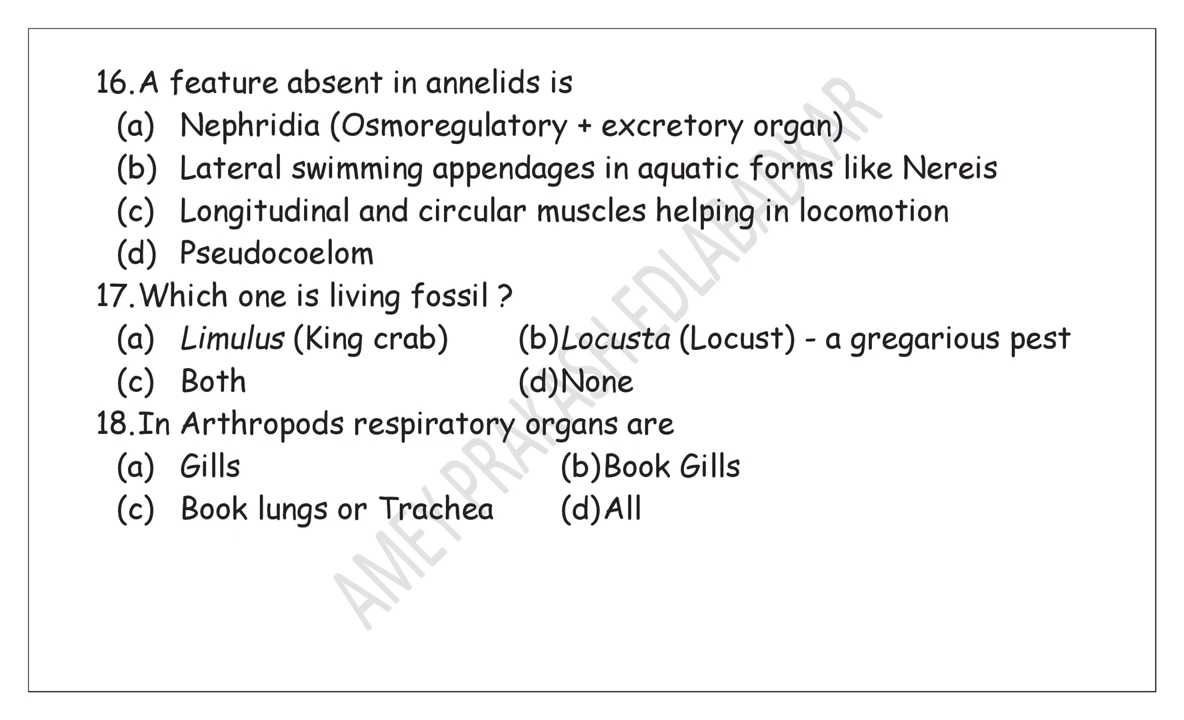 16. A feature absent in annelids is
(a) Nephridia (Osmoregulatory + excretory organ)
(b) Lateral swimming appendages in aquatic forms like Nereis
(c) Longitudinal and circular muscles helping in locomotion
(d) Pseudocoelom
17. Which one is living fossil ?
(a) Limulus (King crab) (b) Locusta (Locust) - a gregarious pest
(c) Both (d) None
18. In Arthropods respiratory organs are
(a) Gills (b) Book Gills
(c) Book lungs or Trachea (d) All
AMEY PRAKASH EDLABADKAR